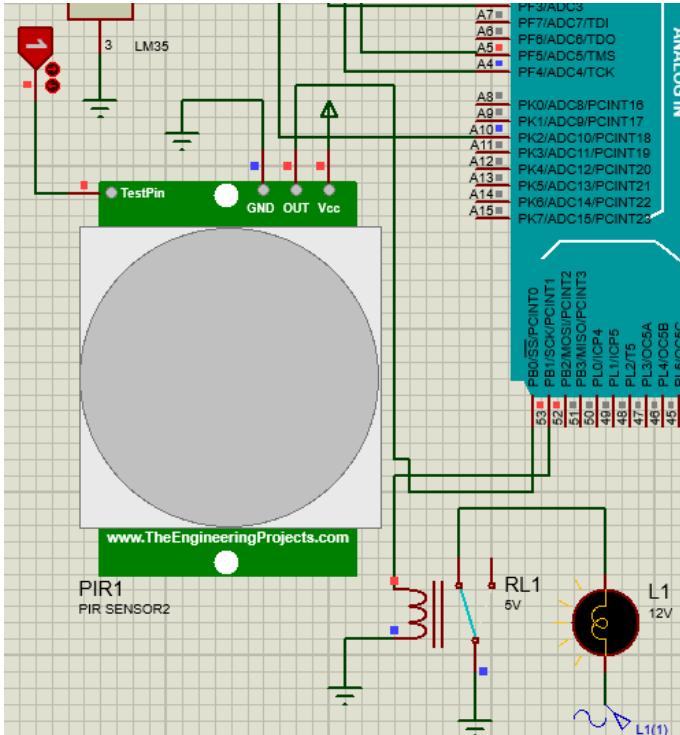 1
3
LM35
TestPin
GND OUT Vcc
www.TheEngineeringProjects.com
PIR1
PIR SENSOR2
A7
PF3/ADC3
A6
PF7/ADC7/TDI
A5
PF6/ADC6/TDO
A4
PF5/ADC5/TMS
PF4/ADC4/TCK
A8
PK0/ADC8/PCINT16
A9
PK1/ADC9/PCINT17
A10
PK2/ADC10/PCINT18
A11
PK3/ADC11/PCINT19
A12
PK4/ADC12/PCINT20
A13
PK5/ADC13/PCINT21
A14
PK6/ADC14/PCINT22
A15
PK7/ADC15/PCINT23
ANALOG IN
PB0/SS/PCINT0
PB1/SCK/PCINT1
PB2/MOSI/PCINT2
PB3/MISO/PCINT3
PL0/ICP4
PL1/ICP5
PL2/T5
PL3/OC5A
PL4/OC5B
53
52
51
50
49
48
47
46
45
RL1
5V
L1
12V
L1(1)